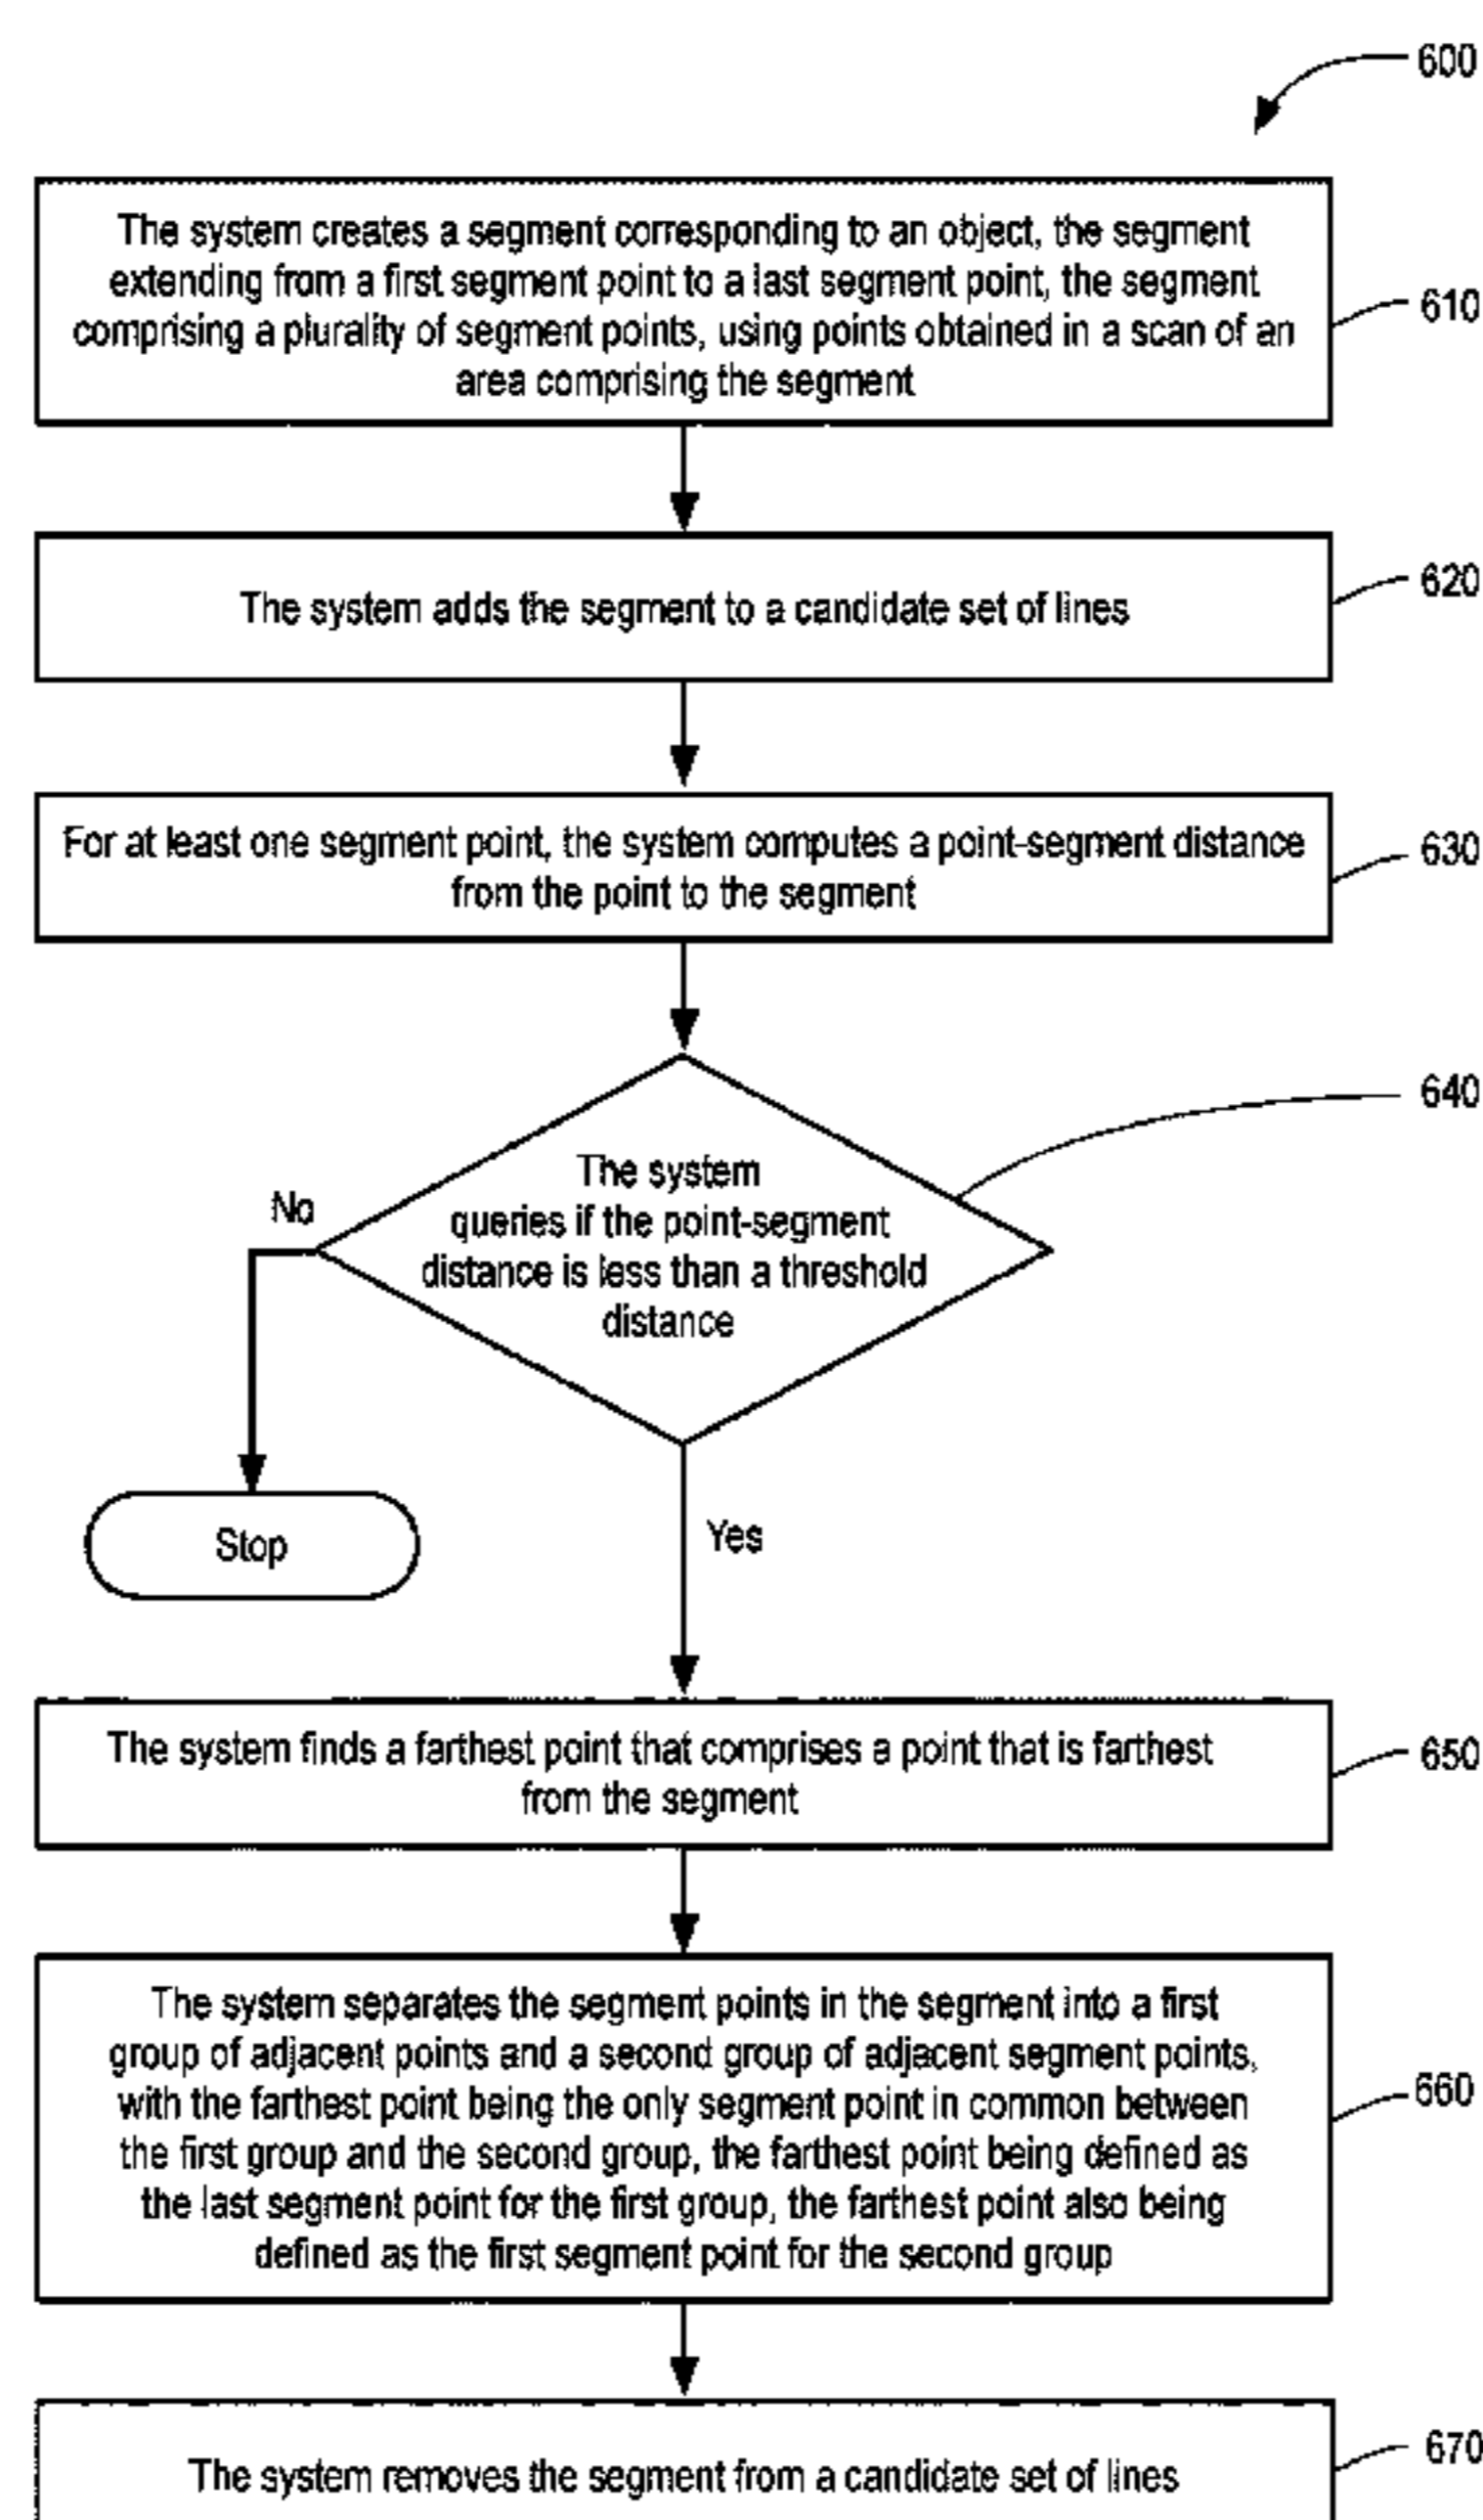 600
The system creates a segment corresponding to an object, the segment
extending from a first segment point to a last segment point, the segment
comprising a plurality of segment points, using points obtained in a scan of an
area comprising the segment
610
The system adds the segment to a candidate set of lines
620
For at least one segment point, the system computes a point-segment distance
from the point to the segment
630
The system
queries if the point-segment
distance is less than a threshold
distance
640
No
Stop
Yes
The system finds a farthest point that comprises a point that is farthest
from the segment
650
The system separates the segment points in the segment into a first
group of adjacent points and a second group of adjacent segment points,
with the farthest point being the only segment point in common between
the first group and the second group, the farthest point being defined as
the last segment point for the first group, the farthest point also being
defined as the first segment point for the second group
660
The system removes the segment from a candidate set of lines
670